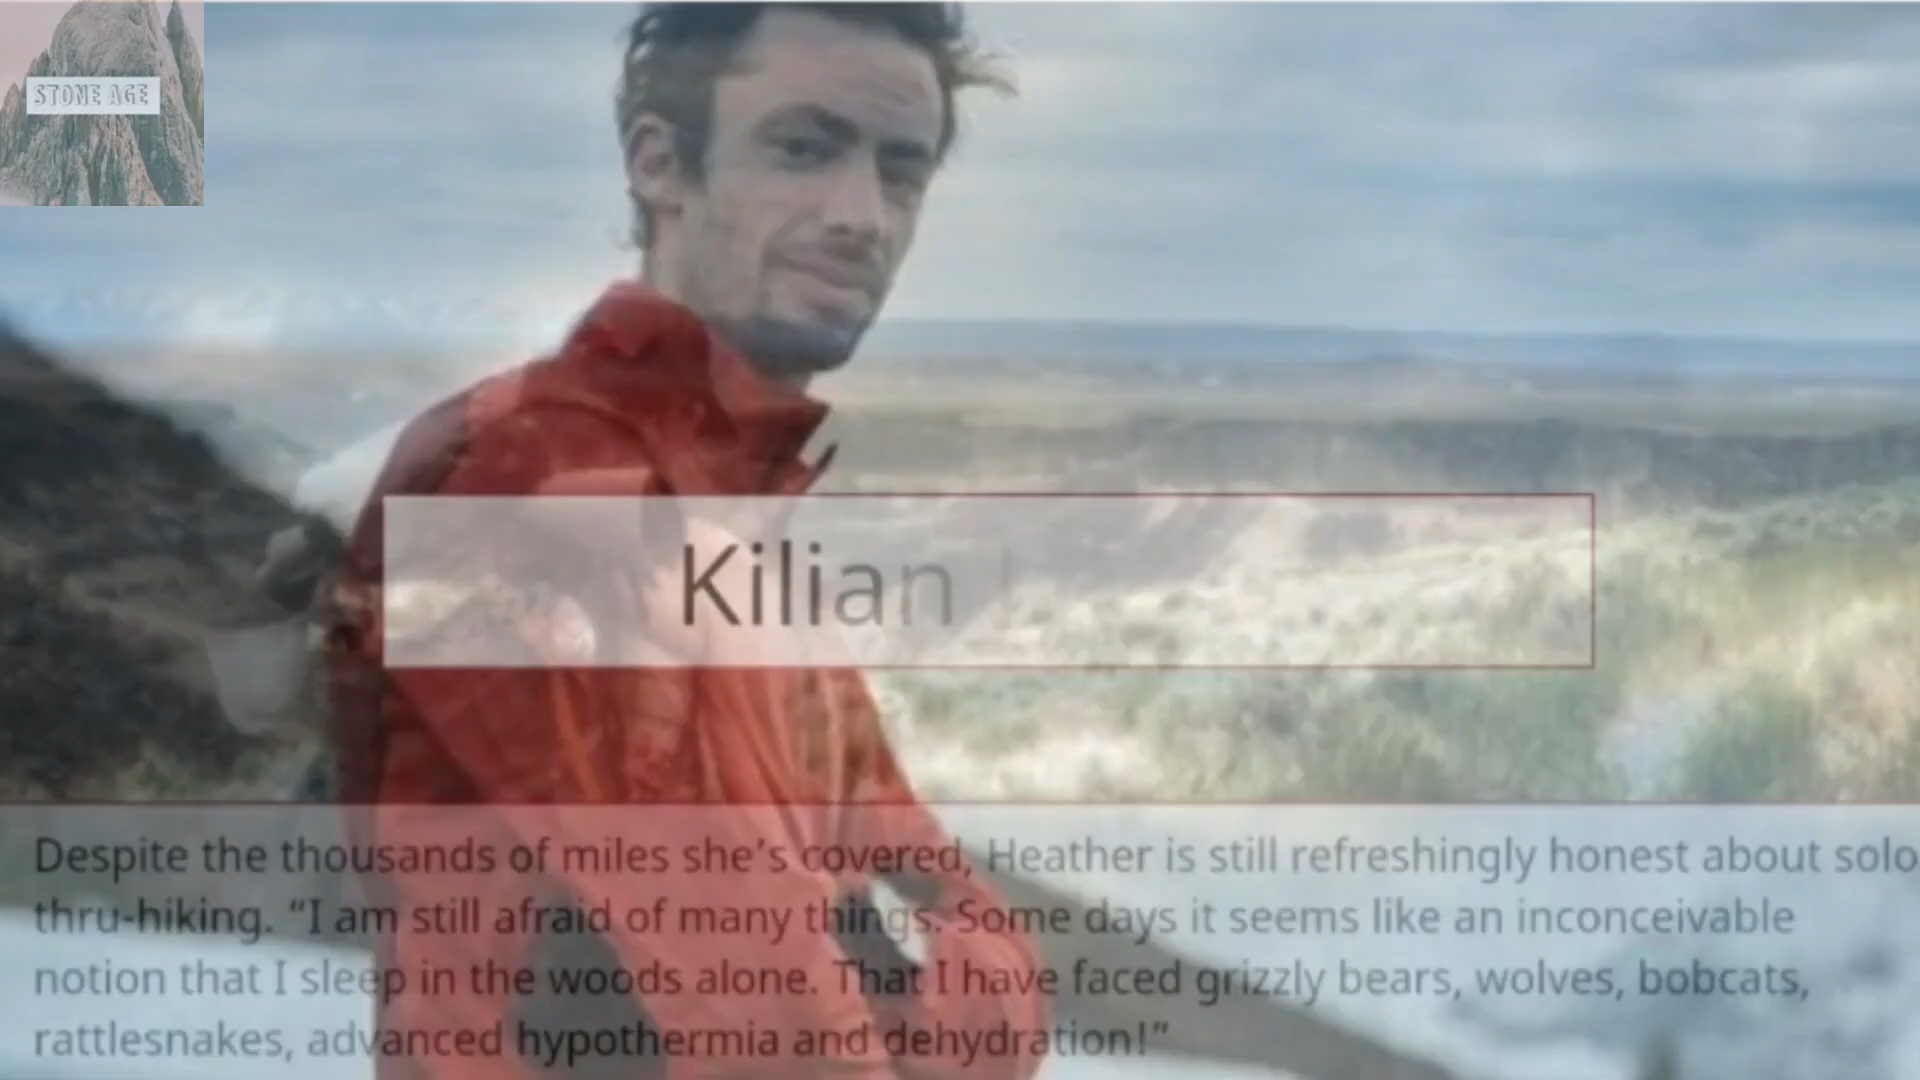 STONE AGE
Kilian
Despite the thousands of miles she’s covered, Heather is still refreshingly honest about solo
thru-hiking. “I am still afraid of many things. Some days it seems like an inconceivable
notion that I sleep in the woods alone. That I have faced grizzly bears, wolves, bobcats,
rattlesnakes, advanced hypothermia and dehydration!”